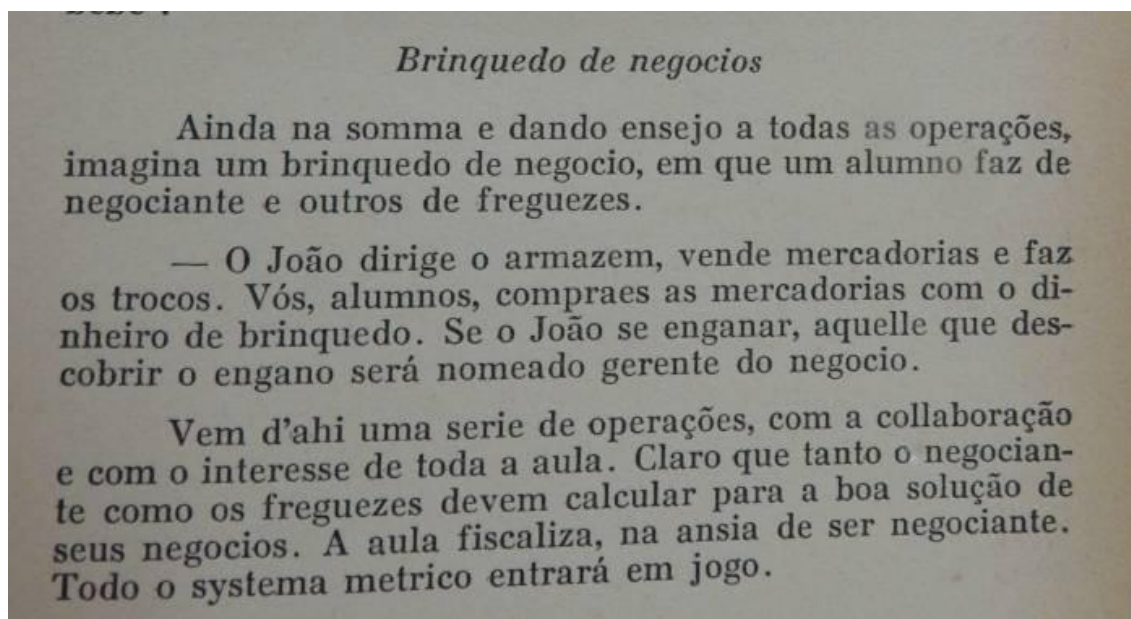 Brinquedo de negocios
Ainda na somma e dando ensejo a todas as operações,
imagina um brinquedo de negocio, em que um alumno faz de
negociante e outros de freguezes.
— O João dirige o armazem, vende mercadorias e faz
os trocos. Vós, alumnos, compraes as mercadorias com o di-
nheiro de brinquedo. Se o João se enganar, aquelle que des-
cobrir o engano será nomeado gerente do negocio.
Vem d'ahi uma serie de operações, com a collaboração
e com o interesse de toda a aula. Claro que tanto o negocian-
te como os freguezes devem calcular para a boa solução de
seus negocios. A aula fiscaliza, na ansia de ser negociante.
Todo o systema metrico entrará em jogo.